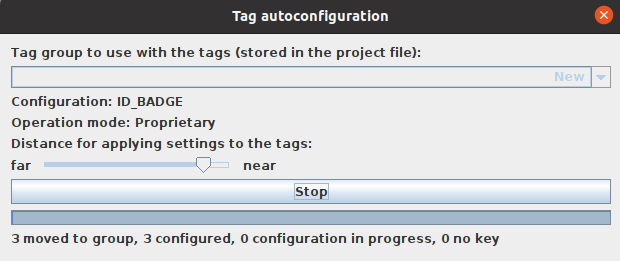 Tag autoconfiguration
Tag group to use with the tags (stored in the project file):
New
Configuration: ID_BADGE
Operation mode: Proprietary
Distance for applying settings to the tags:
far near
Stop
3 moved to group, 3 configured, 0 configuration in progress, 0 no key